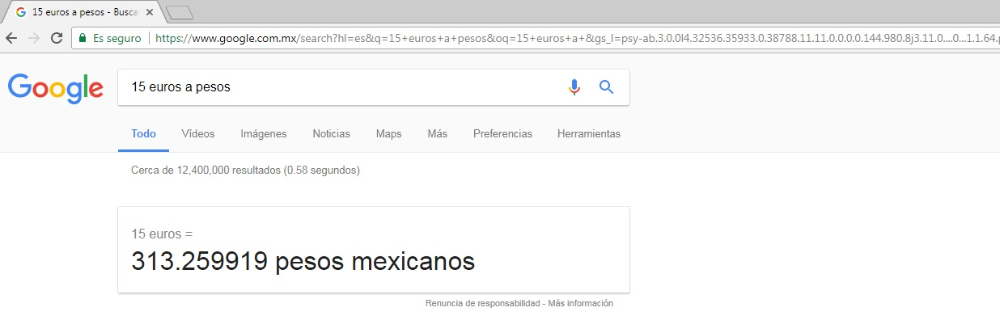 15 euros a pesos - Busca
Es seguro https://www.google.com.mx/search?hl=es&q=15+euros+a+pesos&oq=15+euros+a+&gs_l=psy-ab.3.0.0l4.32536.35933.0.38788.11.11.0.0.0.0.144.980.8j3.11.0....0...1.1.64.p
Google 15 euros a pesos
Todo Vídeos Imágenes Noticias Maps Más Preferencias Herramientas
Cerca de 12,400,000 resultados (0.58 segundos)
15 euros =
313.259919 pesos mexicanos
Renuncia de responsabilidad - Más información